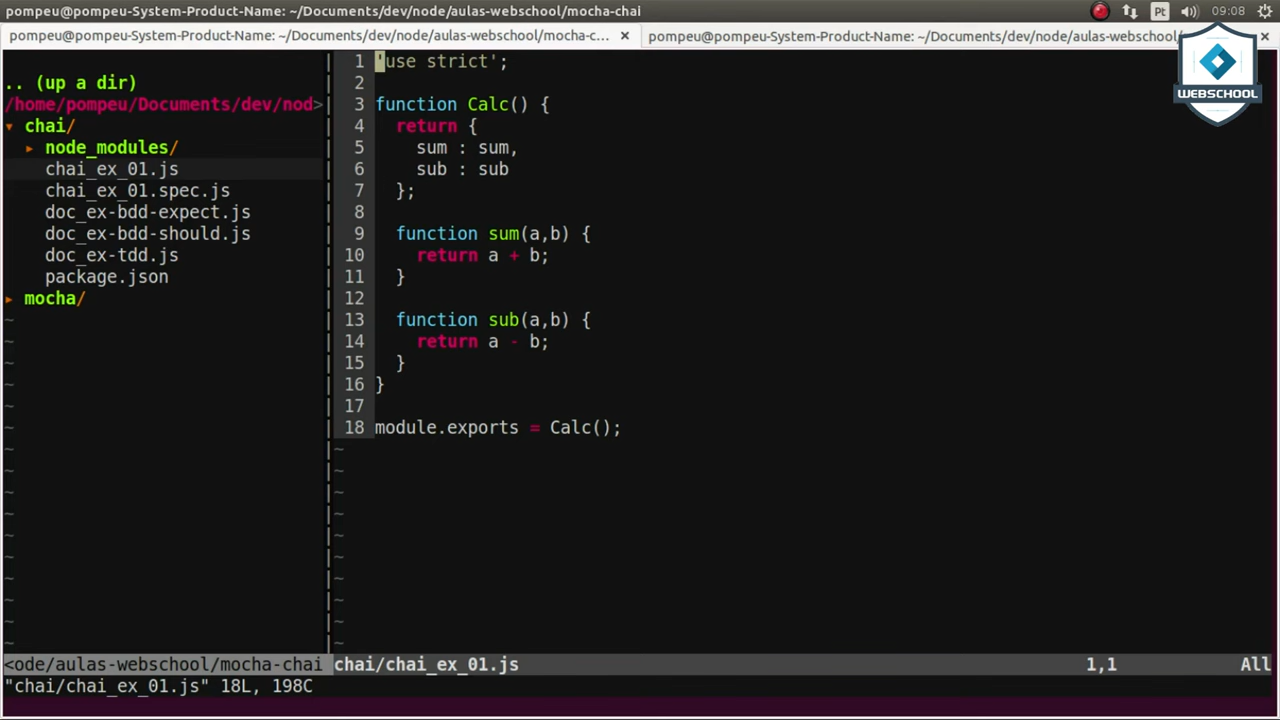 pompeu@pompeu-System-Product-Name: ~/Documents/dev/node/aulas-webschool/mocha-chai
Pt
09:08
pompeu@pompeu-System-Product-Name: ~/Documents/dev/node/aulas-webschool/mocha-c... ×
pompeu@pompeu-System-Product-Name: ~/Documents/dev/node/aulas-webschool/ ×
WEBSCHOOL
.. (up a dir)
/home/pompeu/Documents/dev/nod>
▾ chai/
▸ node_modules/
chai_ex_01.js
chai_ex_01.spec.js
doc_ex-bdd-expect.js
doc_ex-bdd-should.js
doc_ex-tdd.js
package.json
▸ mocha/
1 'use strict';
2
3 function Calc() {
4   return {
5     sum : sum,
6     sub : sub
7   };
8
9   function sum(a,b) {
10     return a + b;
11   }
12
13   function sub(a,b) {
14     return a - b;
15   }
16 }
17
18 module.exports = Calc();
<ode/aulas-webschool/mocha-chai
chai/chai_ex_01.js 1,1 All
"chai/chai_ex_01.js" 18L, 198C